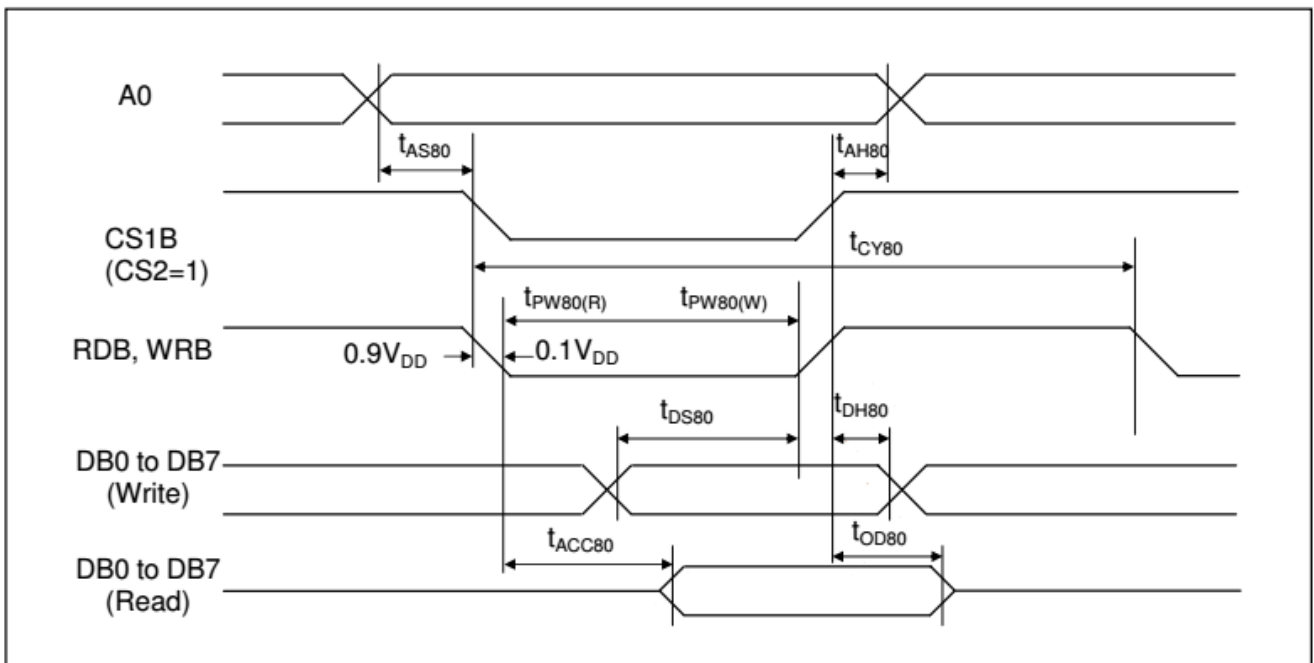 A0
tAS80
tAH80
CS1B
(CS2=1)
tCY80
tPW80(R)
tPW80(W)
RDB, WRB
0.9VDD
0.1VDD
tDS80
tDH80
DB0 to DB7
(Write)
tACC80
tOD80
DB0 to DB7
(Read)